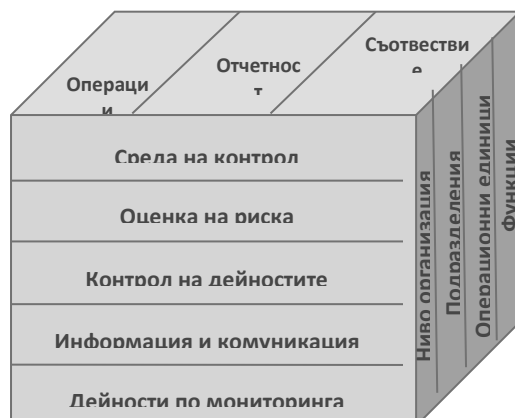 Операци
и
Отчетнос
т
Съотвестви
е
Среда на контрол
Оценка на риска
Контрол на дейностите
Информация и комуникация
Дейности по мониторинга
Ниво организация
Подразделения
Операционни единици
Функции